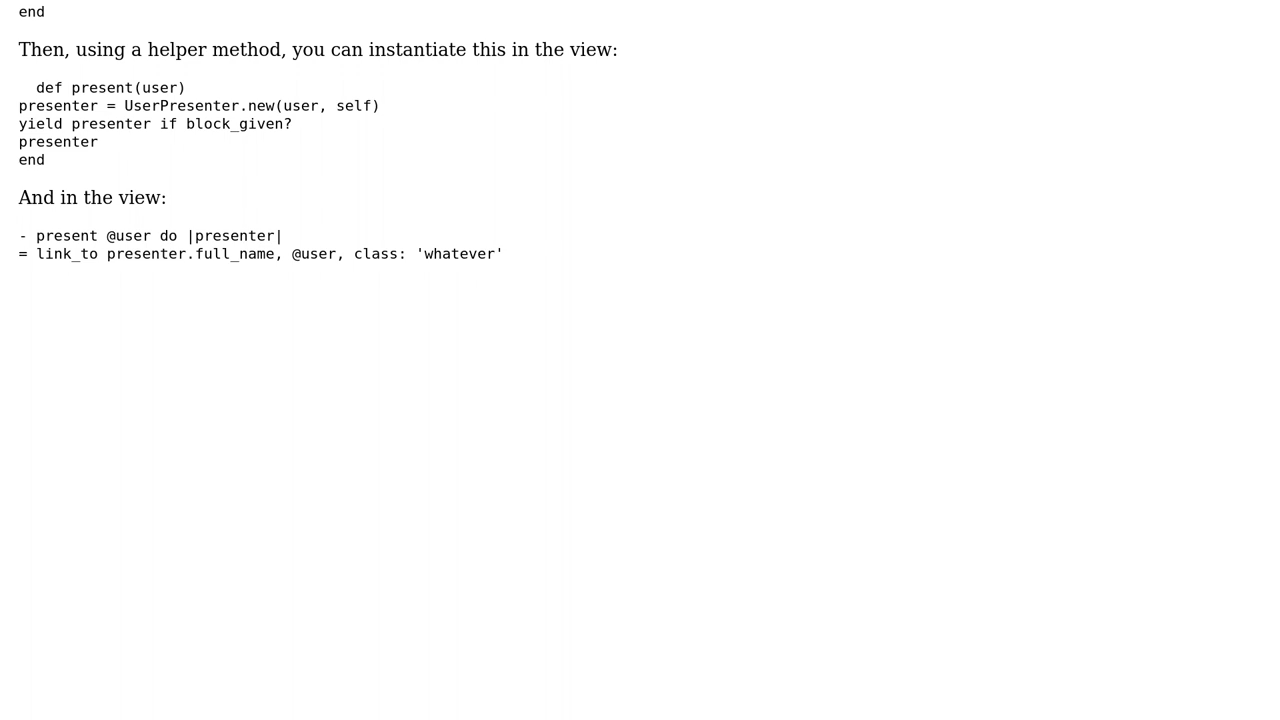 end
Then, using a helper method, you can instantiate this in the view:
  def present(user)
presenter = UserPresenter.new(user, self)
yield presenter if block_given?
presenter
end
And in the view:
- present @user do |presenter|
= link_to presenter.full_name, @user, class: 'whatever'